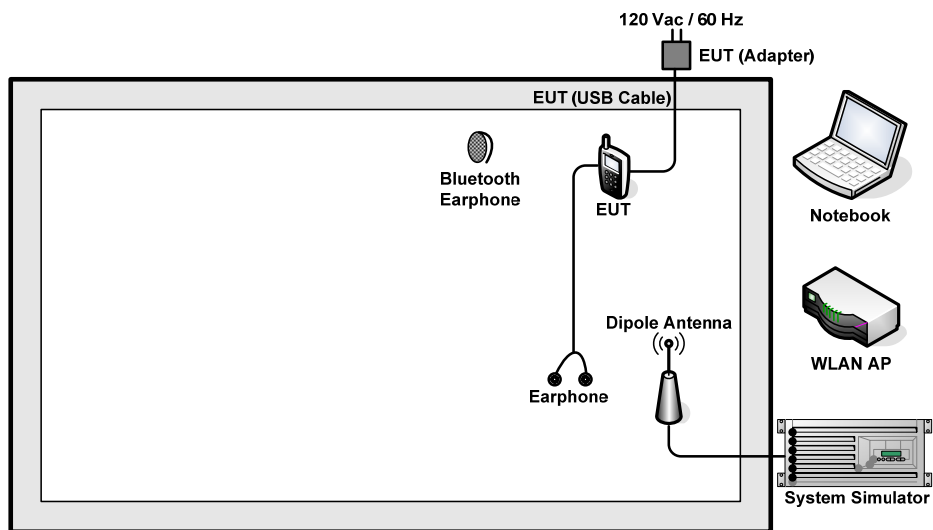 120 Vac / 60 Hz
EUT (Adapter)
EUT (USB Cable)
Bluetooth
Earphone
EUT
Notebook
Dipole Antenna
WLAN AP
Earphone
System Simulator